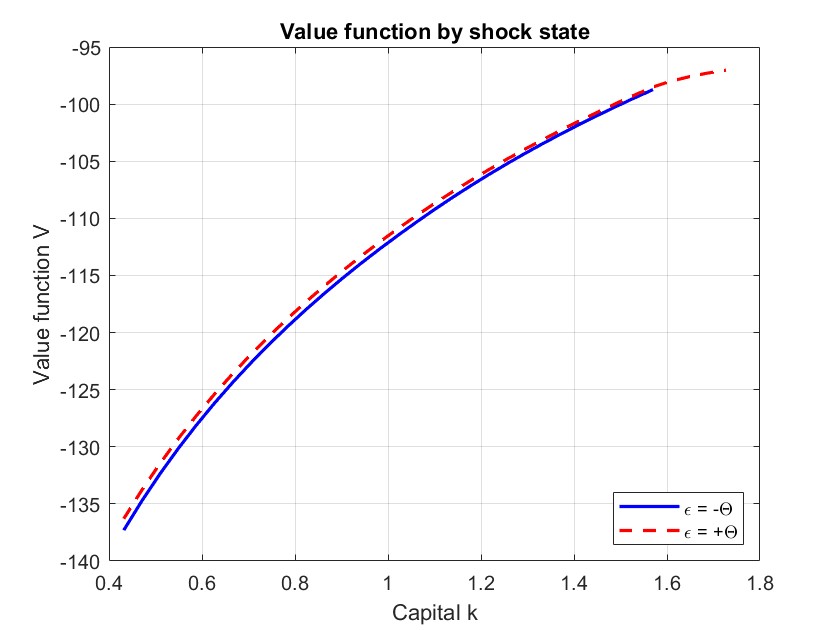 Value function by shock state
Value function V
-95
-100
-105
-110
-115
-120
-125
-130
-135
-140
0.4 0.6 0.8 1 1.2 1.4 1.6 1.8
Capital k
ϵ = -Θ
ϵ = +Θ